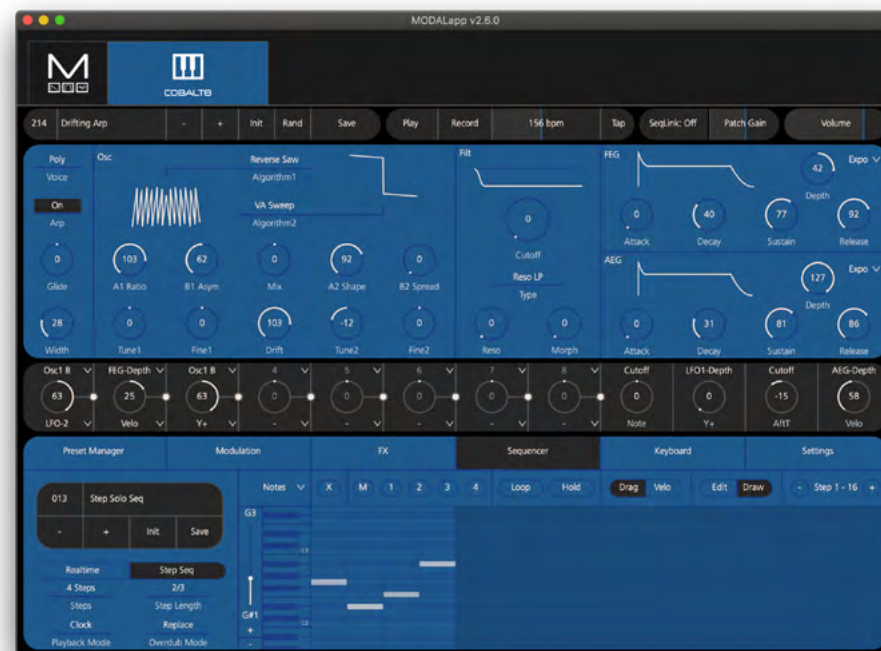 MODALapp v2.6.0
M
COBALT8
214 Drifting Arp - + Init Rand Save Play Record 156 bpm Tap SeqLink: Off Patch Gain Volume
Poly Osc Reverse Saw Filt FEG 42 Expo
Voice Algorithm1 Depth
On VA Sweep 0 0 40 77 92
Arp Algorithm2 Cutoff Attack Decay Sustain Release
0 103 62 0 92 0 Reso LP AEG 127 Expo
Glide A1 Ratio B1 Asym Mix A2 Shape B2 Spread Type Depth
28 0 0 103 -12 0 0 0 0 31 81 86
Width Tune1 Fine1 Drift Tune2 Fine2 Reso Morph Attack Decay Sustain Release
Osc1 B FEG-Depth Osc1 B 4 5 6 7 8 Cutoff LFO1-Depth Cutoff AEG-Depth
63 25 63 0 0 0 0 0 0 0 -15 58
LFO-2 Velo Y+ - - - - - Note Y+ AftT Velo
Preset Manager Modulation FX Sequencer Keyboard Settings
013 Step Solo Seq Notes X M 1 2 3 4 Loop Hold Drag Velo Edit Draw - Step 1 - 16 +
- + Init Save G3
C3
Realtime Step Seq
4 Steps 2/3
Steps Step Length G#1
C2
Clock Replace +
Playback Mode Overdub Mode -